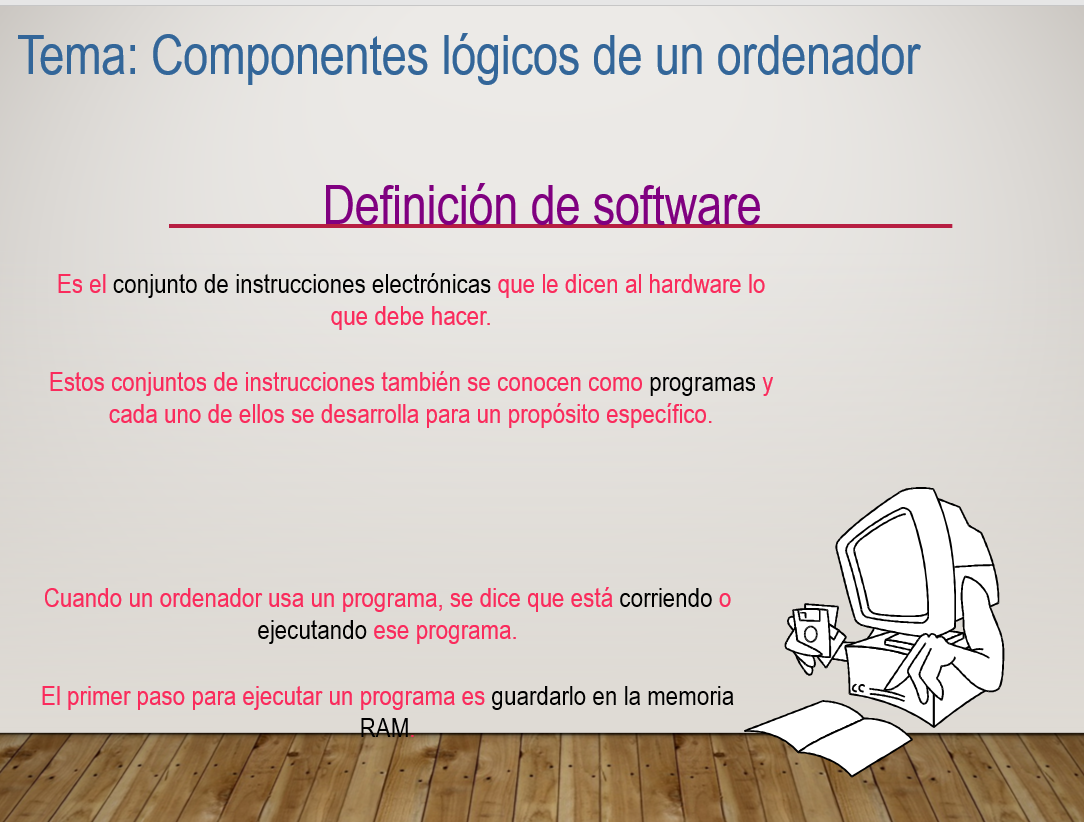 Tema: Componentes lógicos de un ordenador
Definición de software
Es el conjunto de instrucciones electrónicas que le dicen al hardware lo
que debe hacer.
Estos conjuntos de instrucciones también se conocen como programas y
cada uno de ellos se desarrolla para un propósito específico.
Cuando un ordenador usa un programa, se dice que está corriendo o
ejecutando ese programa.
El primer paso para ejecutar un programa es guardarlo en la memoria
RAM.